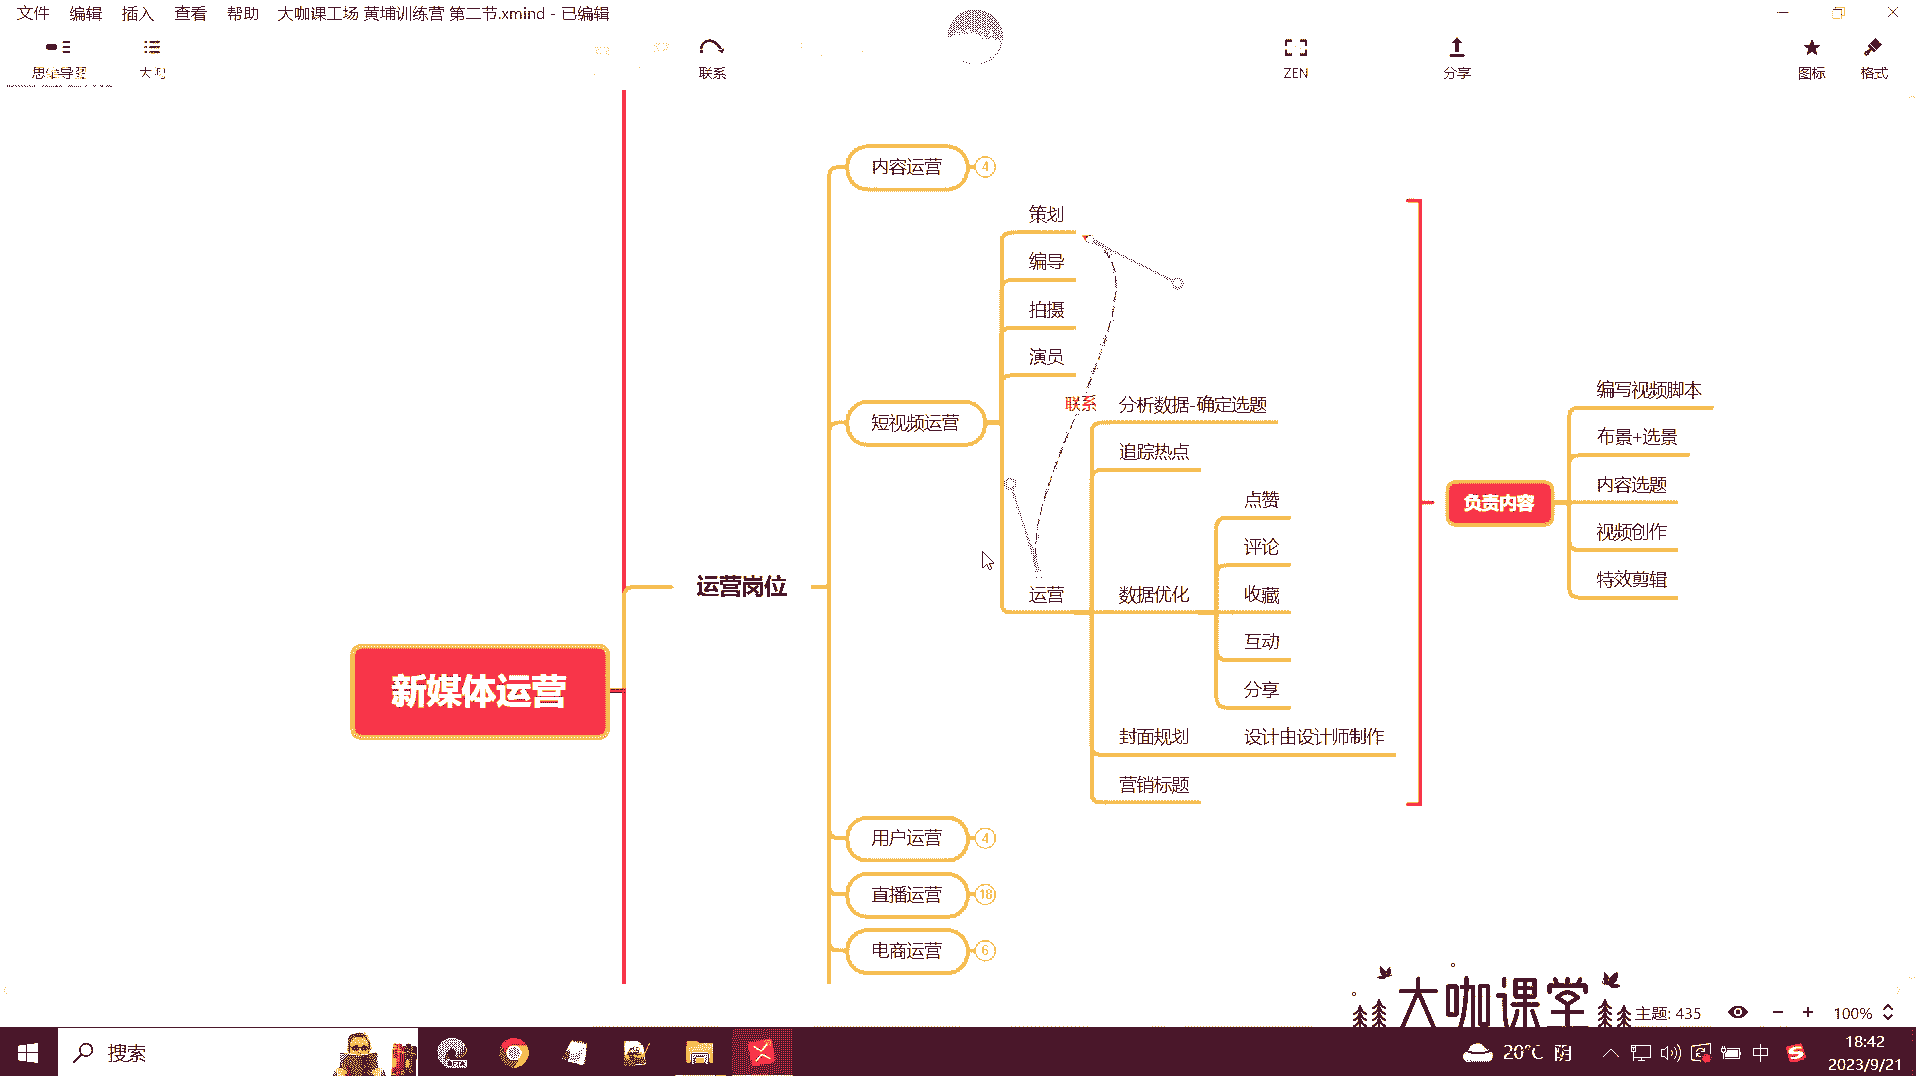 文件 编辑 插入 查看 帮助 大咖课工场 黄埔训练营 第二节.xmind - 已编辑
思维导图 大纲 联系 ZEN 分享 图标 格式
新媒体运营
运营岗位
内容运营 4
短视频运营
策划
编导
拍摄
演员
联系
运营
分析数据-确定选题
追踪热点
数据优化
点赞
评论
收藏
互动
分享
封面规划 设计由设计师制作
营销标题
负责内容
编写视频脚本
布景+选景
内容选题
视频创作
特效剪辑
用户运营 4
直播运营 18
电商运营 6
大咖课堂
主题: 435 100%
搜索
20°C 阴 中
18:42
2023/9/21